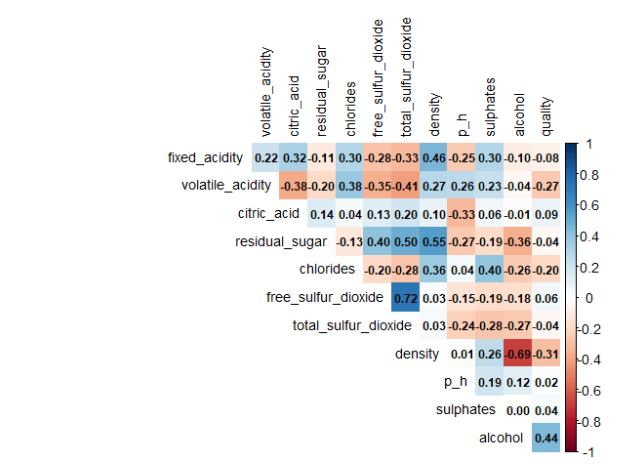 volatile_acidity citric_acid residual_sugar chlorides free_sulfur_dioxide total_sulfur_dioxide density p_h sulphates alcohol quality
fixed_acidity 0.22 0.32 -0.11 0.30 -0.28 -0.33 0.46 -0.25 0.30 -0.10 -0.08
volatile_acidity -0.38 -0.20 0.38 -0.35 -0.41 0.27 0.26 0.23 -0.04 -0.27
citric_acid 0.14 0.04 0.13 0.20 0.10 -0.33 0.06 -0.01 0.09
residual_sugar -0.13 0.40 0.50 0.55 -0.27 -0.19 -0.36 -0.04
chlorides -0.20 -0.28 0.36 0.04 0.40 -0.26 -0.20
free_sulfur_dioxide 0.72 0.03 -0.15 -0.19 -0.18 0.06
total_sulfur_dioxide 0.03 -0.24 -0.28 -0.27 -0.04
density 0.01 0.26 -0.69 -0.31
p_h 0.19 0.12 0.02
sulphates 0.00 0.04
alcohol 0.44
1
0.8
0.6
0.4
0.2
0
-0.2
-0.4
-0.6
-0.8
-1